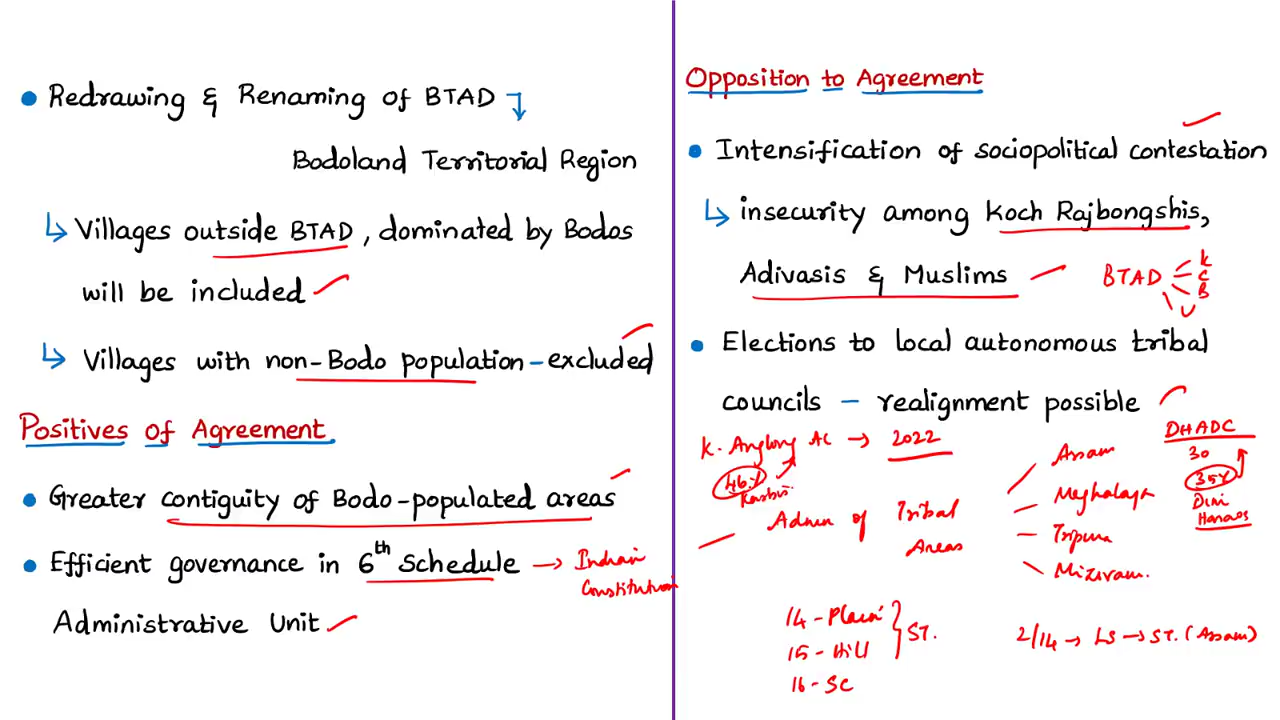 Redrawing & Renaming of BTAD
Bodoland Territorial Region
Villages outside BTAD, dominated by Bodos
will be included
Villages with non-Bodo population - excluded
Positives of Agreement
Greater contiguity of Bodo-populated areas
Efficient governance in 6th Schedule → Indian
Constitution
Administrative Unit
Opposition to Agreement
Intensification of sociopolitical contestation
insecurity among Koch Rajbongshis,
Adivasis & Muslims
BTAD K
C
B
U
Elections to local autonomous tribal
councils - realignment possible
K. Anglong AC → 2022
46%
Karbis
DHADC
30
35%
Dimi
Admn of Tribal
Areas
Assam
Meghalaya
Tripura
Mizoram.
14 - Plain
15 - Hill
ST.
16 - SC
2/14 → LS → ST. (Assam)